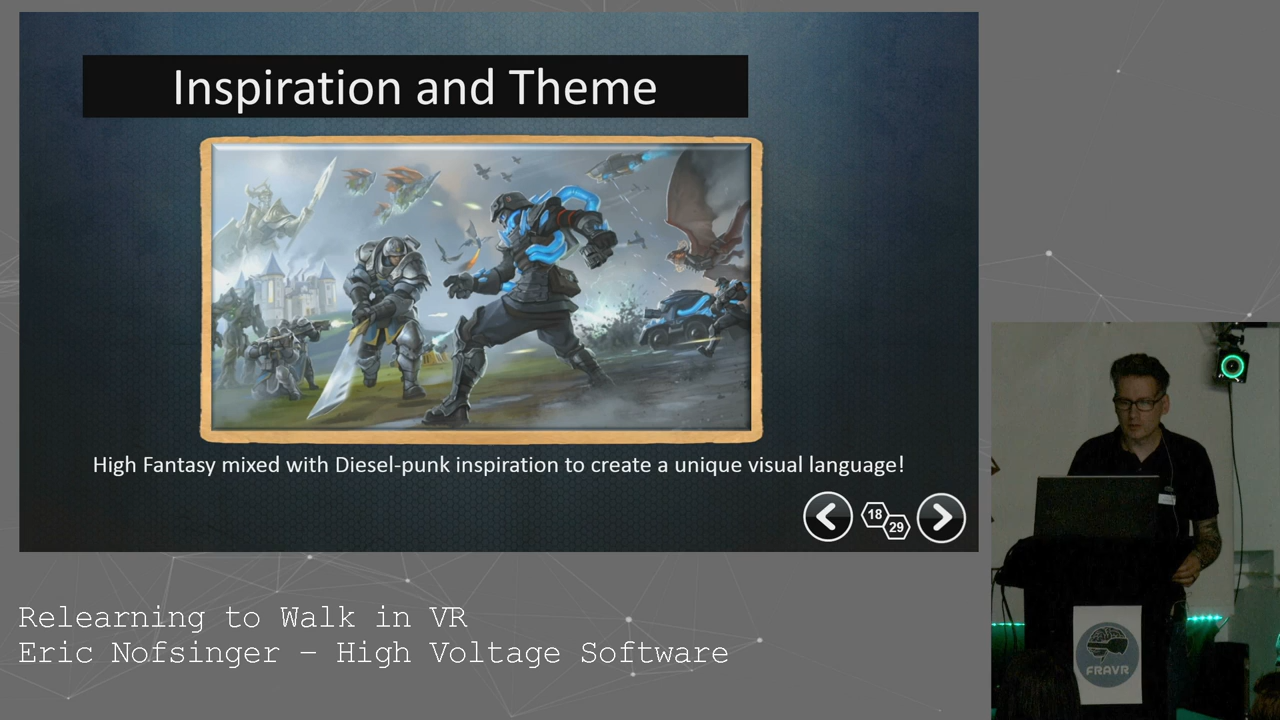 Inspiration and Theme
High Fantasy mixed with Diesel-punk inspiration to create a unique visual language!
18
29
FRAVR
Relearning to Walk in VR
Eric Nofsinger – High Voltage Software